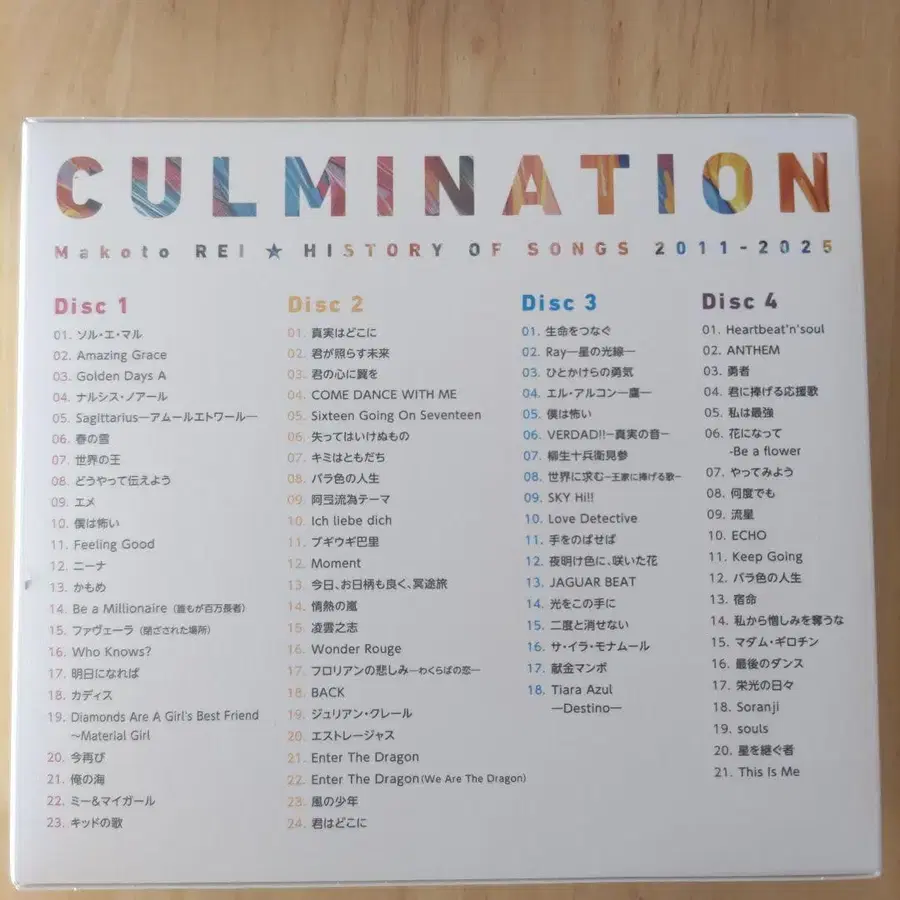 CULMINATION
Makoto REI ★ HISTORY OF SONGS 2011-2025
Disc 1
01. ソル・エ・マル
02. Amazing Grace
03. Golden Days A
04. ナルシス・ノアール
05. Sagittarius―アムールエトワール―
06. 春の雪
07. 世界の王
08. どうやって伝えよう
09. エメ
10. 僕は怖い
11. Feeling Good
12. ニーナ
13. かもめ
14. Be a Millionaire (誰もが百万長者)
15. ファヴェーラ (閉ざされた場所)
16. Who Knows?
17. 明日になれば
18. カディス
19. Diamonds Are A Girl's Best Friend
～Material Girl
20. 今再び
21. 俺の海
22. ミー&マイガール
23. キッドの歌
Disc 2
01. 真実はどこに
02. 君が照らす未来
03. 君の心に翼を
04. COME DANCE WITH ME
05. Sixteen Going On Seventeen
06. 失ってはいけぬもの
07. キミはともだち
08. バラ色の人生
09. 阿弖流為テーマ
10. Ich liebe dich
11. ブギウギ巴里
12. Moment
13. 今日、お日柄も良く、冥途旅
14. 情熱の嵐
15. 凌雲之志
16. Wonder Rouge
17. フロリアンの悲しみ―わくらばの恋―
18. BACK
19. ジュリアン・クレール
20. エストレージャス
21. Enter The Dragon
22. Enter The Dragon(We Are The Dragon)
23. 風の少年
24. 君はどこに
Disc 3
01. 生命をつなぐ
02. Ray―星の光線―
03. ひとかけらの勇気
04. エル・アルコン―鷹―
05. 僕は怖い
06. VERDAD!!―真実の音―
07. 柳生十兵衛見参
08. 世界に求む―王家に捧げる歌―
09. SKY Hi!!
10. Love Detective
11. 手をのばせば
12. 夜明け色に、咲いた花
13. JAGUAR BEAT
14. 光をこの手に
15. 二度と消せない
16. サ・イラ・モナムール
17. 献金マンボ
18. Tiara Azul
―Destino―
Disc 4
01. Heartbeat'n'soul
02. ANTHEM
03. 勇者
04. 君に捧げる応援歌
05. 私は最強
06. 花になって
-Be a flower
07. やってみよう
08. 何度でも
09. 流星
10. ECHO
11. Keep Going
12. バラ色の人生
13. 宿命
14. 私から憎しみを奪うな
15. マダム・ギロチン
16. 最後のダンス
17. 栄光の日々
18. Soranji
19. souls
20. 星を継ぐ者
21. This Is Me